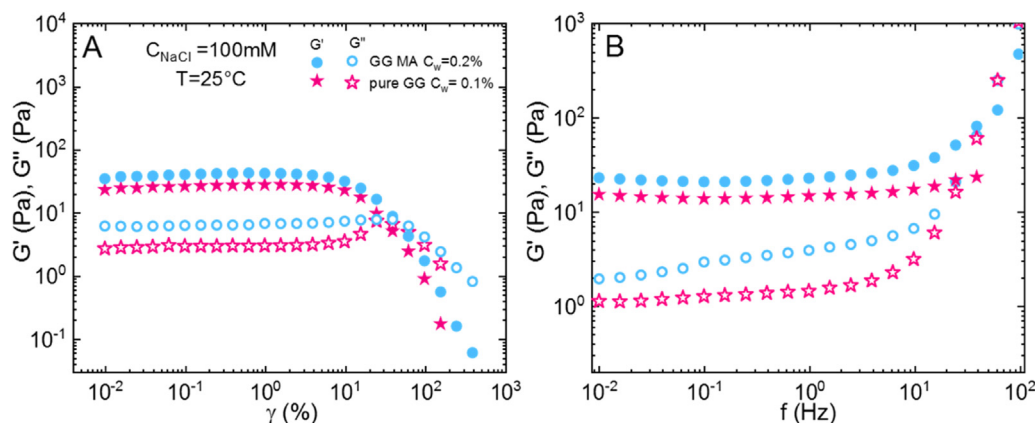 A
C_NaCl =100mM
T=25°C
G' G"
GG MA C_w=0.2%
pure GG C_w= 0.1%
G' (Pa), G" (Pa)
10^4
10^3
10^2
10^1
10^0
10^-1
10^-2 10^-1 10^0 10^1 10^2 10^3
γ (%)
B
G' (Pa), G" (Pa)
10^3
10^2
10^1
10^0
10^-2 10^-1 10^0 10^1 10^2
f (Hz)